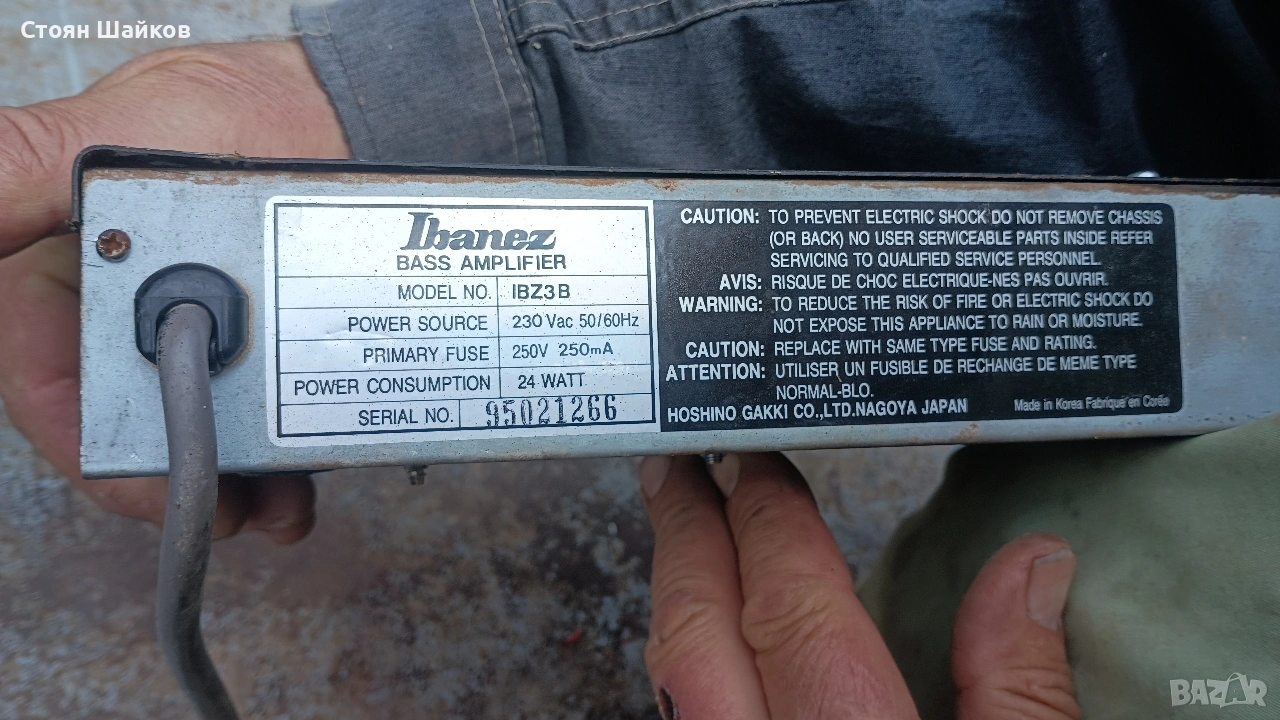 Стоян Шайков
Ibanez
BASS AMPLIFIER
MODEL NO. IBZ3B
POWER SOURCE 230 Vac 50/60Hz
PRIMARY FUSE 250V 250mA
POWER CONSUMPTION 24 WATT
SERIAL NO. 95021266
CAUTION: TO PREVENT ELECTRIC SHOCK DO NOT REMOVE CHASSIS
(OR BACK) NO USER SERVICEABLE PARTS INSIDE REFER
SERVICING TO QUALIFIED SERVICE PERSONNEL.
AVIS: RISQUE DE CHOC ELECTRIQUE-NES PAS OUVRIR.
WARNING: TO REDUCE THE RISK OF FIRE OR ELECTRIC SHOCK DO
NOT EXPOSE THIS APPLIANCE TO RAIN OR MOISTURE.
CAUTION: REPLACE WITH SAME TYPE FUSE AND RATING.
ATTENTION: UTILISER UN FUSIBLE DE RECHANGE DE MEME TYPE
NORMAL-BLO.
HOSHINO GAKKI CO.,LTD.NAGOYA JAPAN Made in Korea Fabrique en Corée
BAZAR